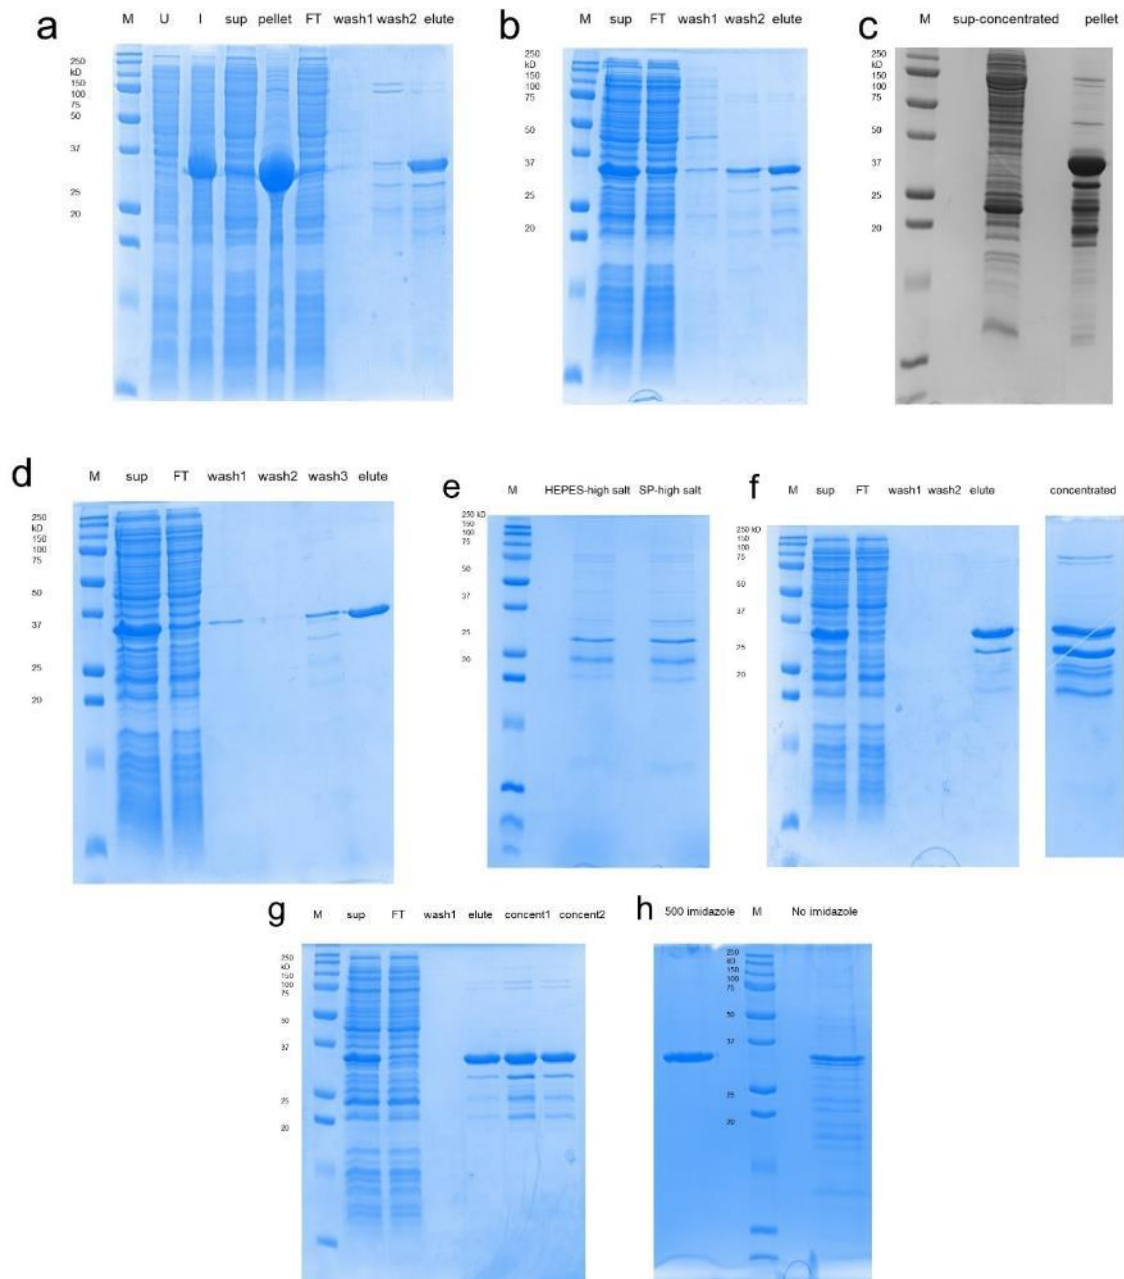 a
M U I sup pellet FT wash1 wash2 elute
250
kD
150
100
75
50
37
25
20
b
M sup FT wash1 wash2 elute
250
kD
150
100
75
50
37
25
20
c
M sup-concentrated pellet
250
kD
150
100
75
50
37
25
20
d
M sup FT wash1 wash2 wash3 elute
250
kD
150
100
75
50
37
25
20
e
M HEPES-high salt SP-high salt
250 kD
150
100
75
50
37
25
20
f
M sup FT wash1 wash2 elute concentrated
250 kD
150
100
75
50
37
25
20
g
M sup FT wash1 elute concent1 concent2
250
kD
150
100
75
50
37
25
20
h
500 imidazole M No imidazole
250
kD
150
100
75
50
37
25
20